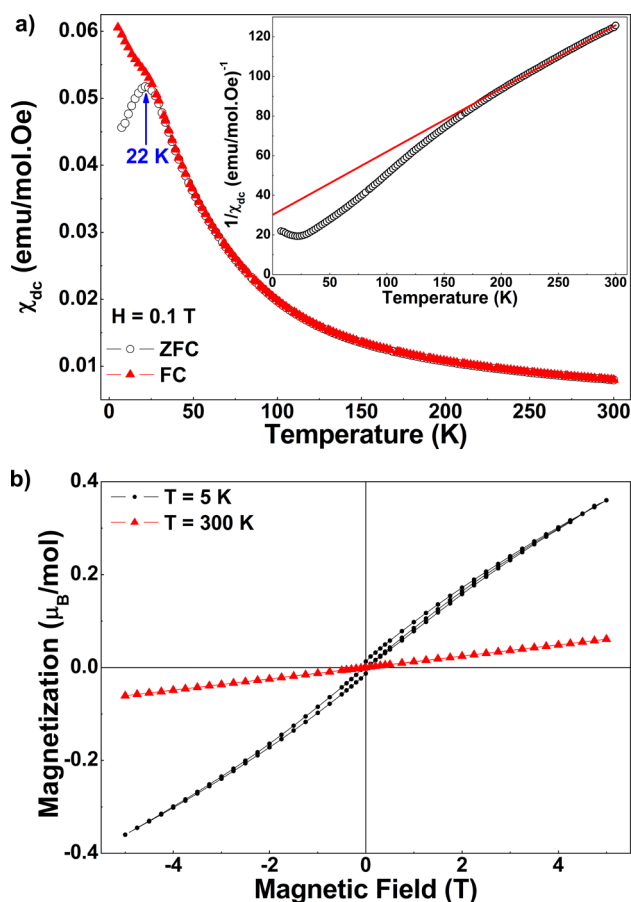 a)
χdc (emu/mol.Oe)
0.06
0.05
0.04
0.03
0.02
0.01
22 K
H = 0.1 T
ZFC
FC
0 50 100 150 200 250 300
Temperature (K)
1/χdc (emu/mol.Oe)-1
120
100
80
60
40
20
0
0 50 100 150 200 250 300
Temperature (K)
b)
Magnetization (μB/mol)
0.4
0.2
0.0
-0.2
-0.4
T = 5 K
T = 300 K
-4 -2 0 2 4
Magnetic Field (T)